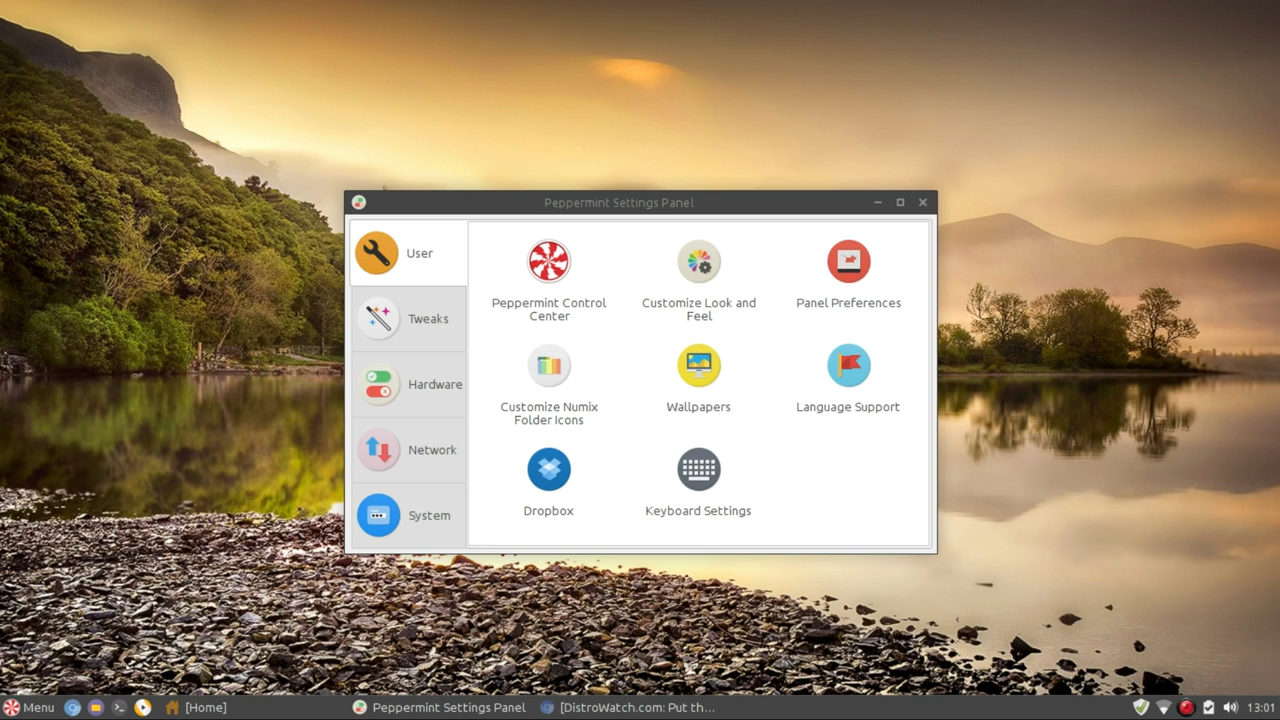 Peppermint Settings Panel
User
Tweaks
Hardware
Network
System
Peppermint Control
Center
Customize Look and
Feel
Panel Preferences
Customize Numix
Folder Icons
Wallpapers
Language Support
Dropbox
Keyboard Settings
Menu [Home] Peppermint Settings Panel [DistroWatch.com: Put th... 13:01